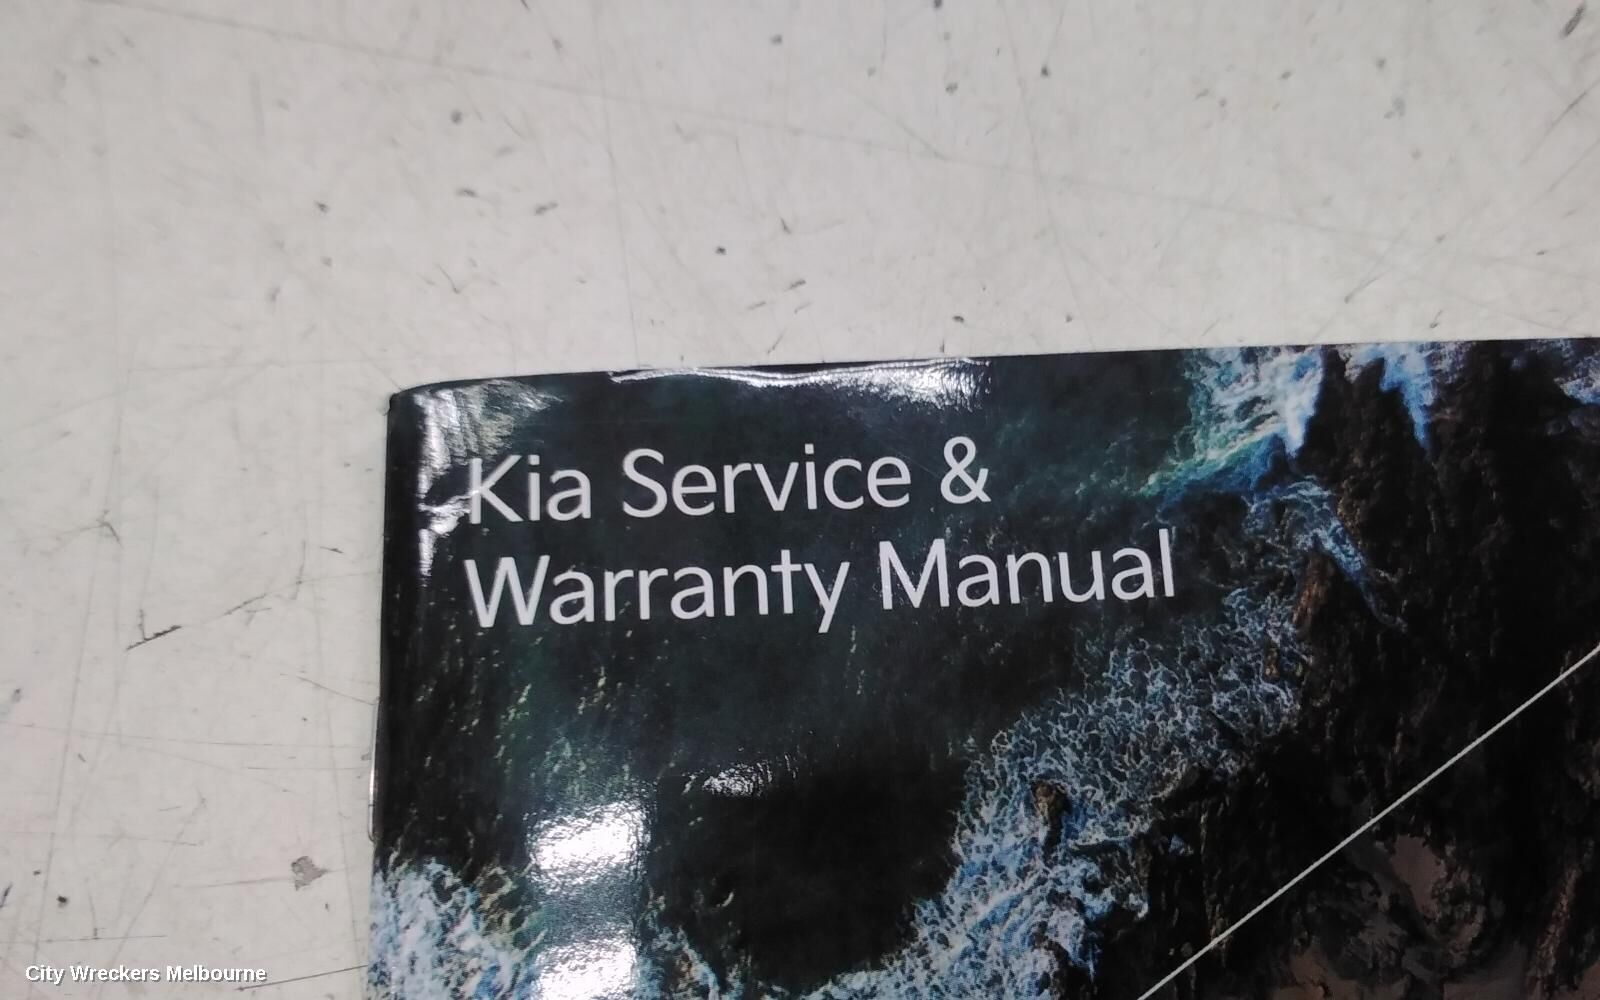 Kia Service &
Warranty Manual
City Wreckers Melbourne